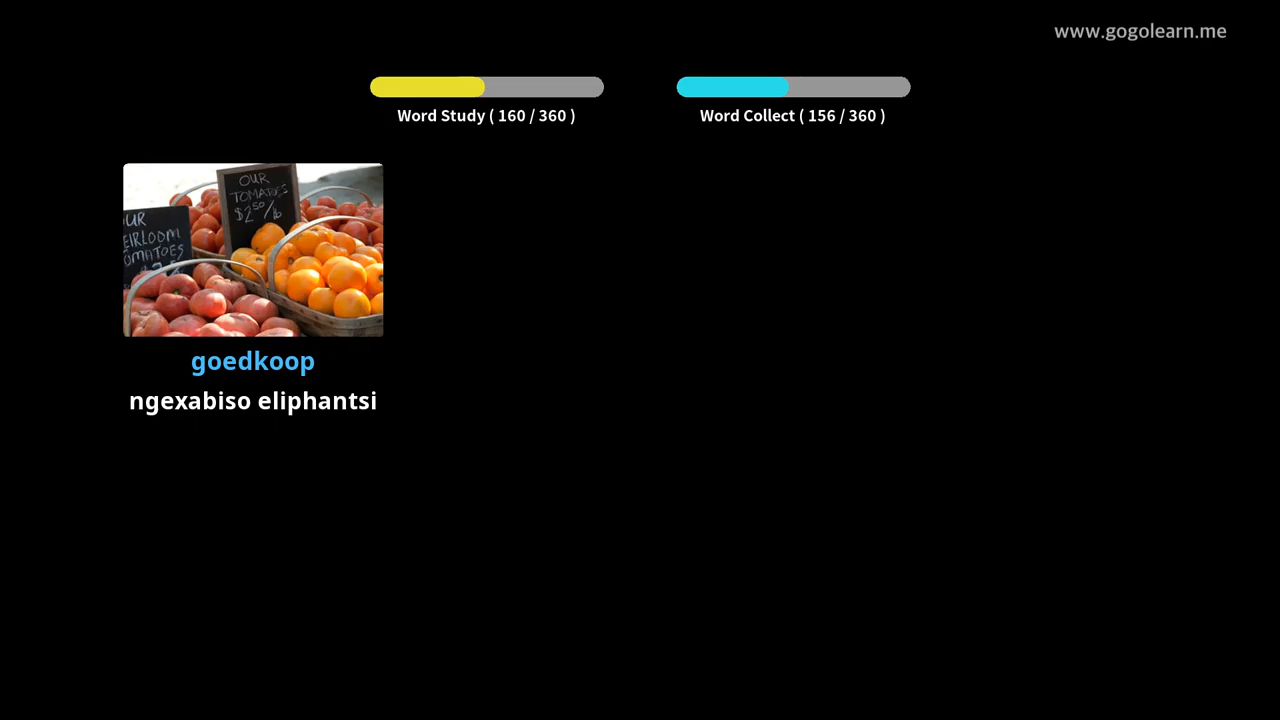 www.gogolearn.me
Word Study ( 160 / 360 )
Word Collect ( 156 / 360 )
OUR
TOMATOES
$2.50/lb
UR
EIRLOOM
OMATOES
goedkoop
ngexabiso eliphantsi